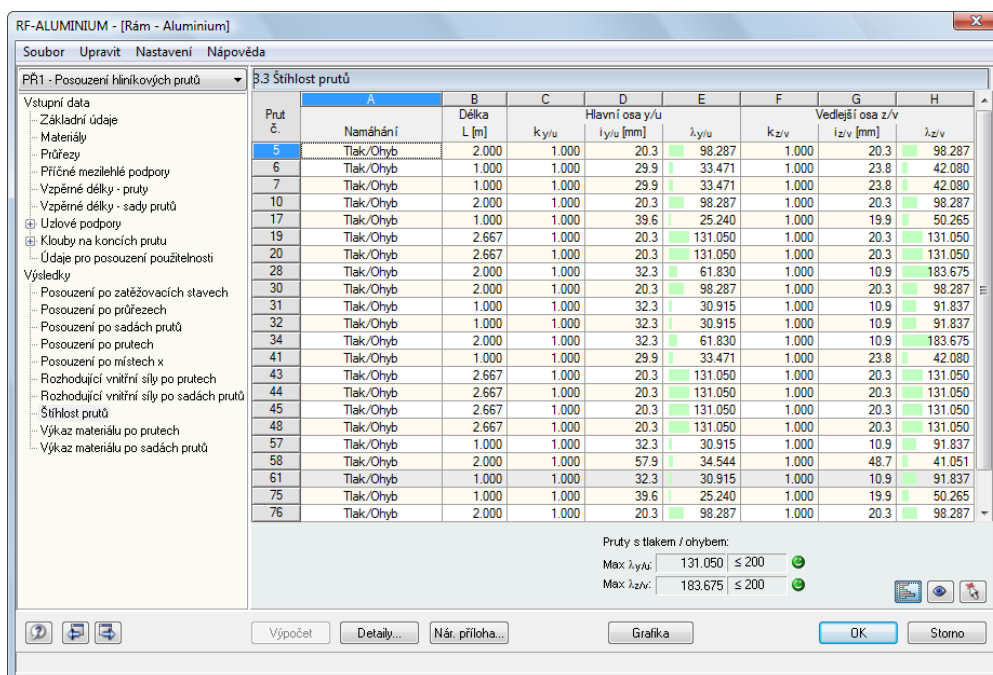 RF-ALUMINIUM - [Rám - Aluminium]
Soubor Upravit Nastavení Nápověda
PŘ1 - Posouzení hliníkových prutů
3.3 Štíhlost prutů
Vstupní data
Základní údaje
Materiály
Průřezy
Příčné mezilehlé podpory
Vzpěrné délky - pruty
Vzpěrné délky - sady prutů
Uzlové podpory
Klouby na koncích prutu
Údaje pro posouzení použitelnosti
Výsledky
Posouzení po zatěžovacích stavech
Posouzení po průřezech
Posouzení po sadách prutů
Posouzení po prutech
Posouzení po místech x
Rozhodující vnitřní síly po prutech
Rozhodující vnitřní síly po sadách prutů
Štíhlost prutů
Výkaz materiálu po prutech
Výkaz materiálu po sadách prutů
A B C D E F G H
Prut Délka Hlavní osa y/u Vedlejší osa z/v
č. Namáhání L [m] k y/u i y/u [mm] λ y/u k z/v i z/v [mm] λ z/v
5 Tlak/Ohyb 2.000 1.000 20.3 98.287 1.000 20.3 98.287
6 Tlak/Ohyb 1.000 1.000 29.9 33.471 1.000 23.8 42.080
7 Tlak/Ohyb 1.000 1.000 29.9 33.471 1.000 23.8 42.080
10 Tlak/Ohyb 2.000 1.000 20.3 98.287 1.000 20.3 98.287
17 Tlak/Ohyb 1.000 1.000 39.6 25.240 1.000 19.9 50.265
19 Tlak/Ohyb 2.667 1.000 20.3 131.050 1.000 20.3 131.050
20 Tlak/Ohyb 2.667 1.000 20.3 131.050 1.000 20.3 131.050
28 Tlak/Ohyb 2.000 1.000 32.3 61.830 1.000 10.9 183.675
30 Tlak/Ohyb 2.000 1.000 20.3 98.287 1.000 20.3 98.287
31 Tlak/Ohyb 1.000 1.000 32.3 30.915 1.000 10.9 91.837
32 Tlak/Ohyb 1.000 1.000 32.3 30.915 1.000 10.9 91.837
34 Tlak/Ohyb 2.000 1.000 32.3 61.830 1.000 10.9 183.675
41 Tlak/Ohyb 1.000 1.000 29.9 33.471 1.000 23.8 42.080
43 Tlak/Ohyb 2.667 1.000 20.3 131.050 1.000 20.3 131.050
44 Tlak/Ohyb 2.667 1.000 20.3 131.050 1.000 20.3 131.050
45 Tlak/Ohyb 2.667 1.000 20.3 131.050 1.000 20.3 131.050
48 Tlak/Ohyb 2.667 1.000 20.3 131.050 1.000 20.3 131.050
57 Tlak/Ohyb 1.000 1.000 32.3 30.915 1.000 10.9 91.837
58 Tlak/Ohyb 2.000 1.000 57.9 34.544 1.000 48.7 41.051
61 Tlak/Ohyb 1.000 1.000 32.3 30.915 1.000 10.9 91.837
75 Tlak/Ohyb 1.000 1.000 39.6 25.240 1.000 19.9 50.265
76 Tlak/Ohyb 2.000 1.000 20.3 98.287 1.000 20.3 98.287
Pruty s tlakem / ohybem:
Max λy/u: 131.050 ≤ 200
Max λz/v: 183.675 ≤ 200
Výpočet Detaily... Nár. příloha... Grafika OK Storno